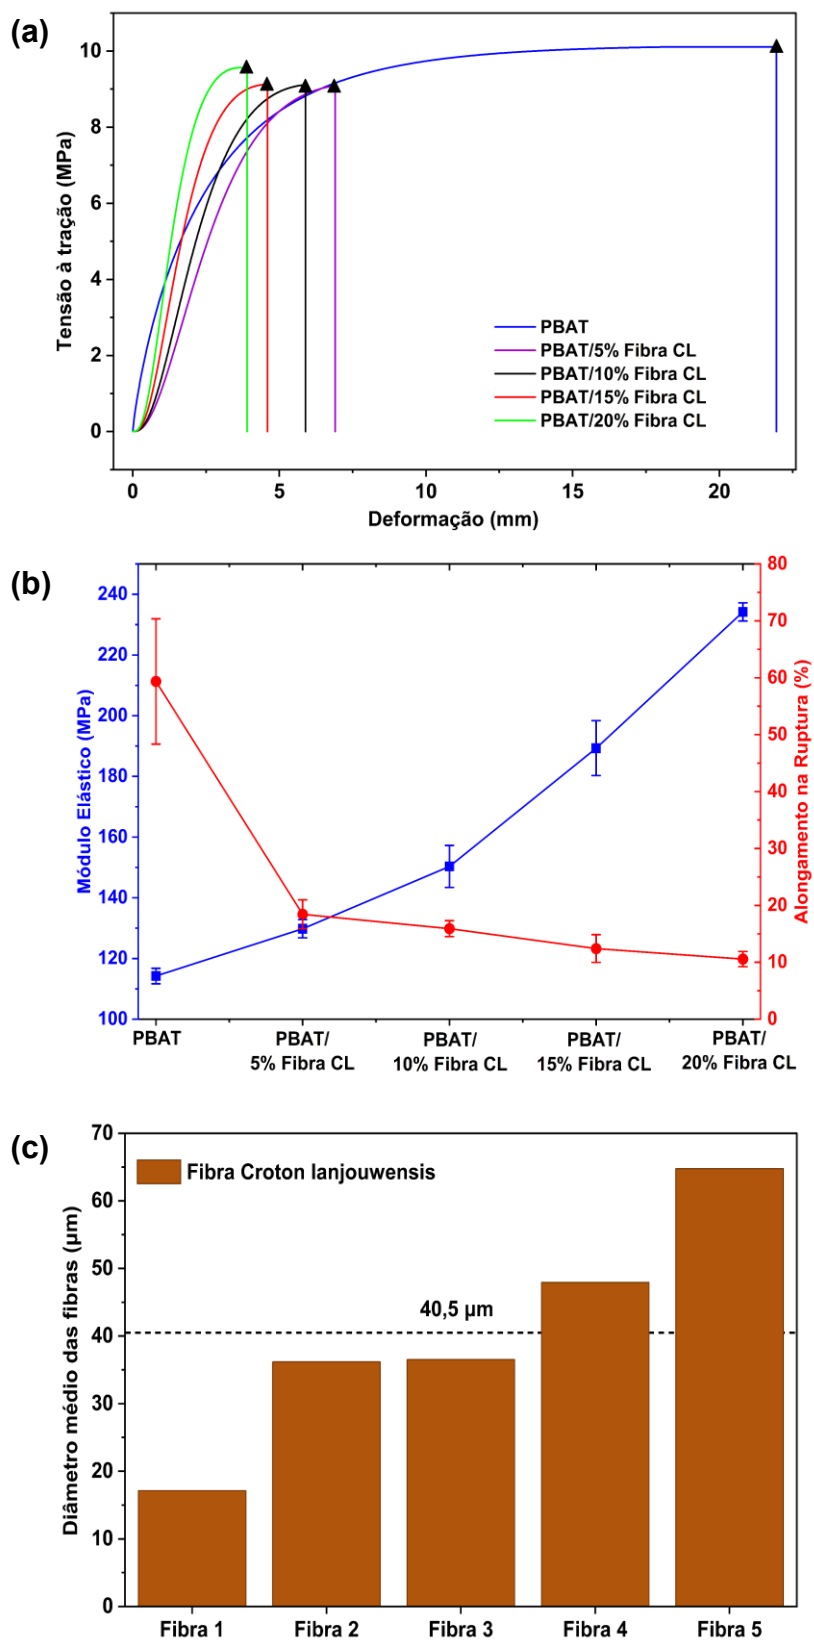 (a)
10
8
6
4
2
0
Tensão à tração (MPa)
PBAT
PBAT/5% Fibra CL
PBAT/10% Fibra CL
PBAT/15% Fibra CL
PBAT/20% Fibra CL
0 5 10 15 20
Deformação (mm)
(b)
240
220
200
180
160
140
120
100
Módulo Elástico (MPa)
80
70
60
50
40
30
20
10
0
Alongamento na Ruptura (%)
PBAT PBAT/ PBAT/ PBAT/ PBAT/
5% Fibra CL 10% Fibra CL 15% Fibra CL 20% Fibra CL
(c)
70
60
50
40
30
20
10
0
Diâmetro médio das fibras (µm)
Fibra Croton lanjouwensis
40,5 µm
Fibra 1 Fibra 2 Fibra 3 Fibra 4 Fibra 5